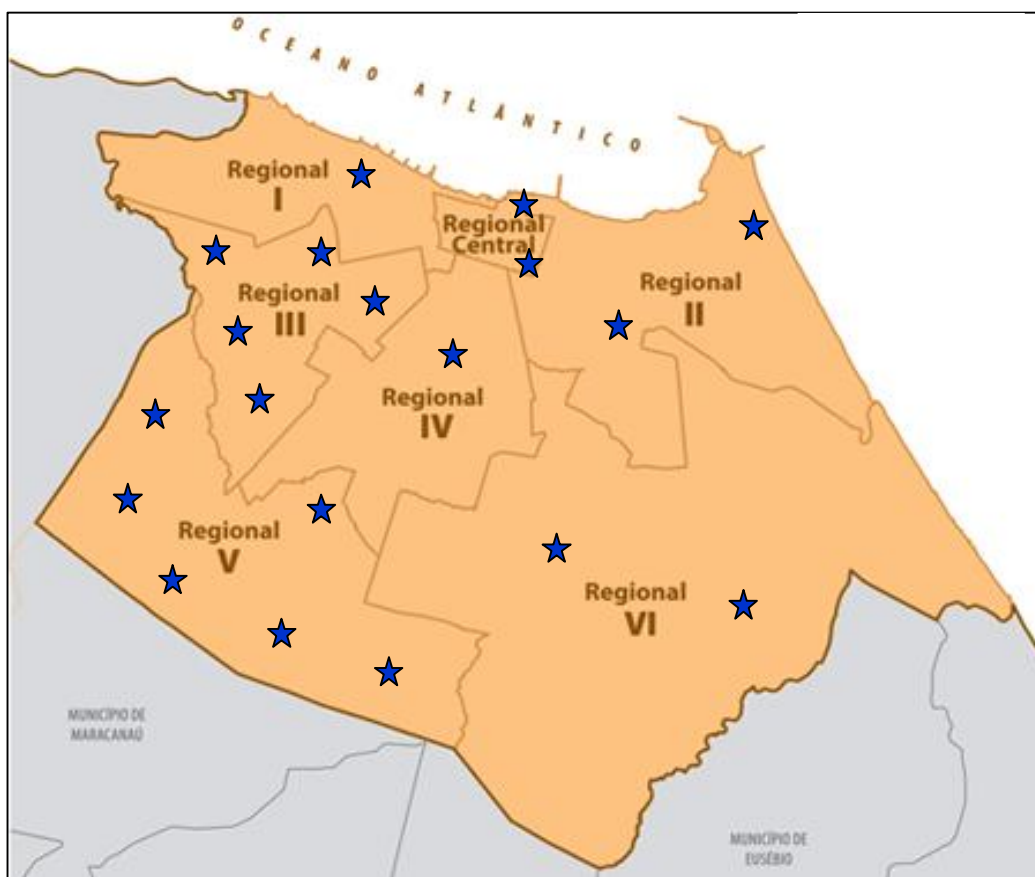 OCEANO ATLÂNTICO
Regional
I
Regional
Central
Regional
II
Regional
III
Regional
IV
Regional
V
Regional
VI
MUNICÍPIO DE
MARACANAÚ
MUNICÍPIO DE
EUSÉBIO